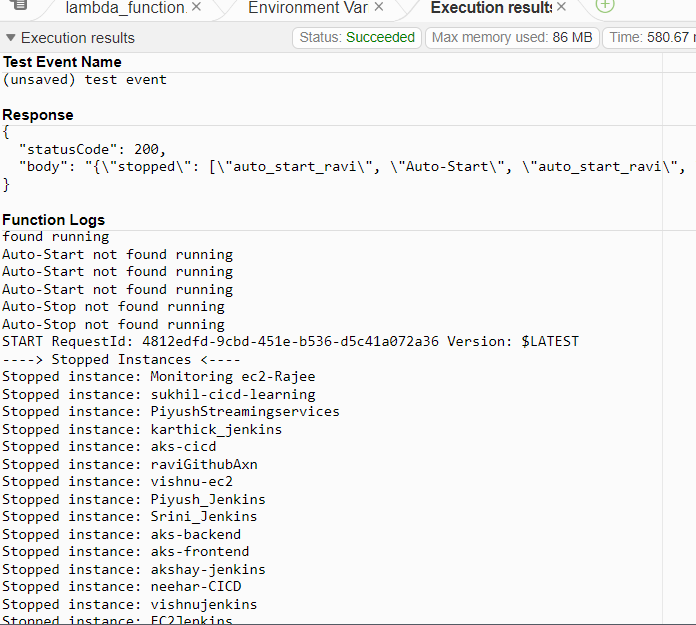 lambda_function.
Environment Var
Execution results
Execution results
Status: Succeeded
Max memory used: 86 MB
Time: 580.67
Test Event Name
(unsaved) test event
Response
{
"statusCode": 200,
"body": "{\"stopped\": [\"auto_start_ravi\", \"Auto-Start\", \"auto_start_ravi\",
}
Function Logs
found running
Auto-Start not found running
Auto-Start not found running
Auto-Start not found running
Auto-Stop not found running
Auto-Stop not found running
START RequestId: 4812edfd-9cbd-451e-b536-d5c41a072a36 Version: $LATEST
----> Stopped Instances <----
Stopped instance: Monitoring ec2-Rajee
Stopped instance: sukhil-cicd-learning
Stopped instance: PiyushStreamingservices
Stopped instance: karthick_jenkins
Stopped instance: aks-cicd
Stopped instance: raviGithubAxn
Stopped instance: vishnu-ec2
Stopped instance: Piyush_Jenkins
Stopped instance: Srini_Jenkins
Stopped instance: aks-backend
Stopped instance: aks-frontend
Stopped instance: akshay-jenkins
Stopped instance: neehar-CICD
Stopped instance: vishnujenkins
Stopped instance: EC2Jenkins